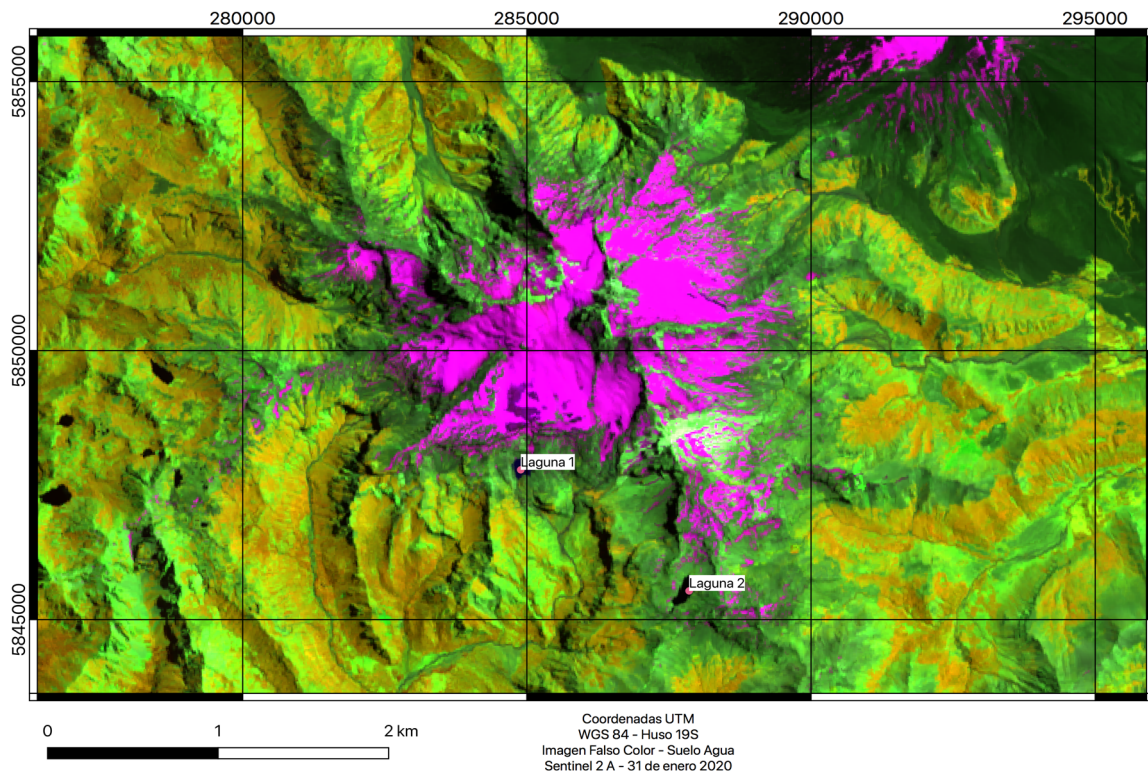 280000 285000 290000 295000
5855000
5850000
Laguna 1
Laguna 2
5845000
0 1 2 km
Coordenadas UTM
WGS 84 - Huso 19S
Imagen Falso Color - Suelo Agua
Sentinel 2 A - 31 de enero 2020